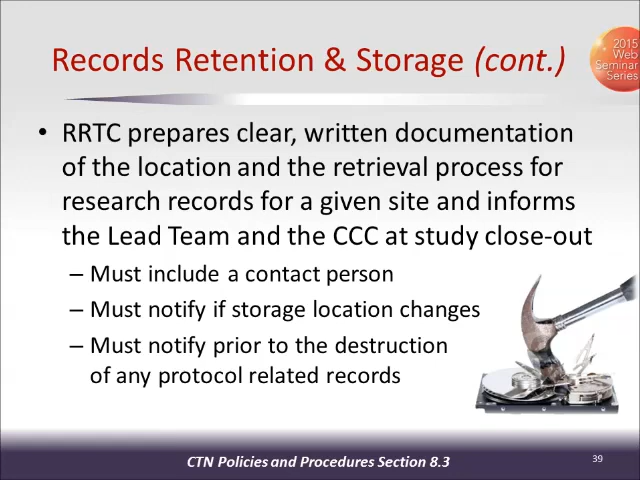 Records Retention & Storage (cont.)
2015
Web
Seminar
Series
• RRTC prepares clear, written documentation
of the location and the retrieval process for
research records for a given site and informs
the Lead Team and the CCC at study close-out
– Must include a contact person
– Must notify if storage location changes
– Must notify prior to the destruction
of any protocol related records
CTN Policies and Procedures Section 8.3
39